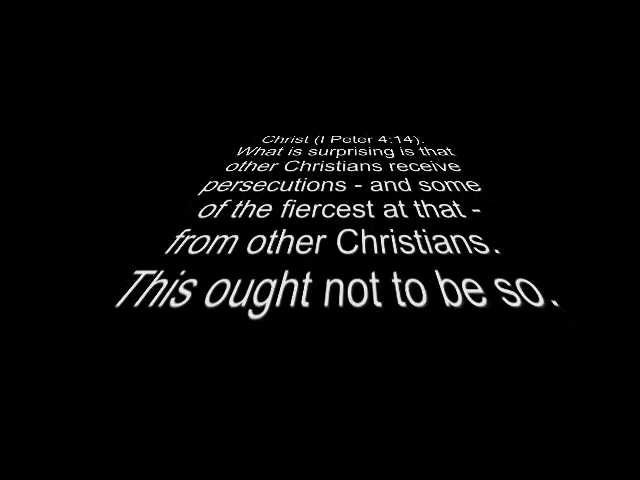 Christ (I Peter 4:14).
What is surprising is that
other Christians receive
persecutions - and some
of the fiercest at that -
from other Christians.
This ought not to be so.